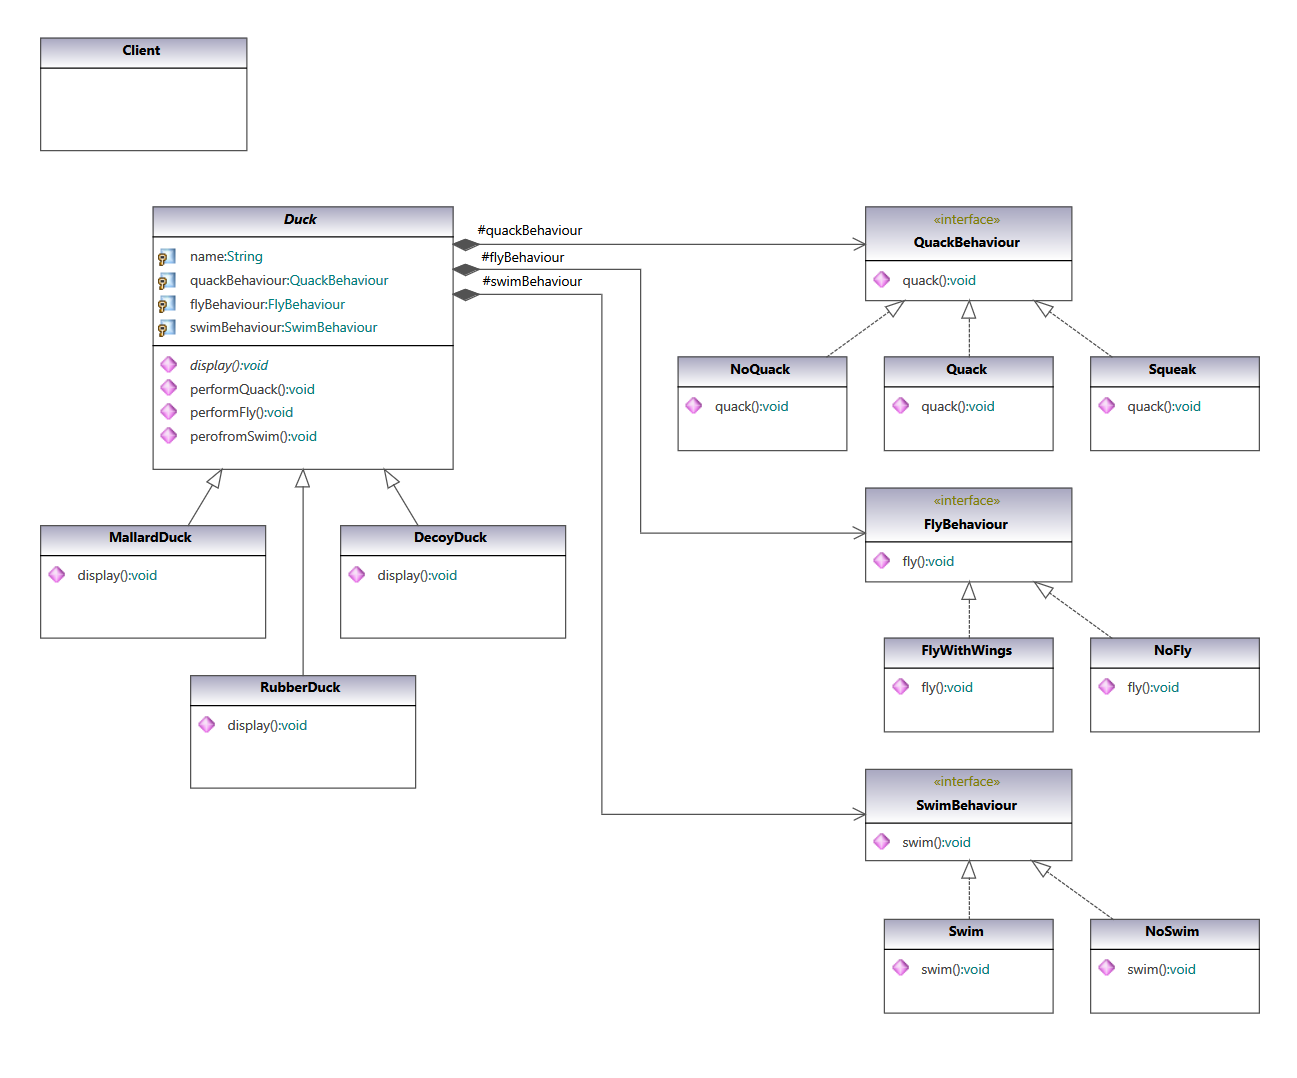 Client
Duck
name:String
quackBehaviour:QuackBehaviour
flyBehaviour:FlyBehaviour
swimBehaviour:SwimBehaviour
display():void
performQuack():void
performFly():void
perofromSwim():void
#quackBehaviour
#flyBehaviour
#swimBehaviour
«interface»
QuackBehaviour
quack():void
NoQuack
quack():void
Quack
quack():void
Squeak
quack():void
MallardDuck
display():void
DecoyDuck
display():void
RubberDuck
display():void
«interface»
FlyBehaviour
fly():void
FlyWithWings
fly():void
NoFly
fly():void
«interface»
SwimBehaviour
swim():void
Swim
swim():void
NoSwim
swim():void